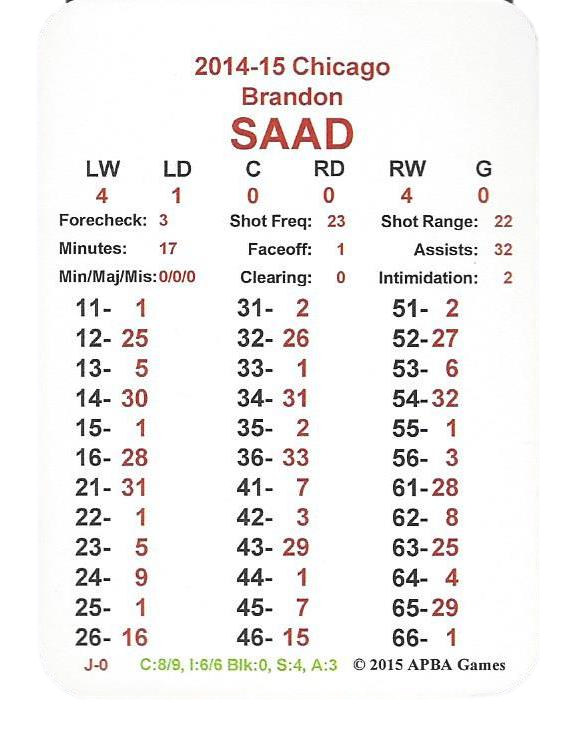 2014-15 Chicago
Brandon
SAAD
LW LD C RD RW G
4 1 0 0 4 0
Forecheck: 3 Shot Freq: 23 Shot Range: 22
Minutes: 17 Faceoff: 1 Assists: 32
Min/Maj/Mis:0/0/0 Clearing: 0 Intimidation: 2
11- 1 31- 2 51- 2
12- 25 32- 26 52-27
13- 5 33- 1 53- 6
14- 30 34- 31 54-32
15- 1 35- 2 55- 1
16- 28 36- 33 56- 3
21- 31 41- 7 61-28
22- 1 42- 3 62- 8
23- 5 43- 29 63-25
24- 9 44- 1 64- 4
25- 1 45- 7 65-29
26- 16 46- 15 66- 1
J-0 C:8/9, I:6/6 Blk:0, S:4, A:3 © 2015 APBA Games